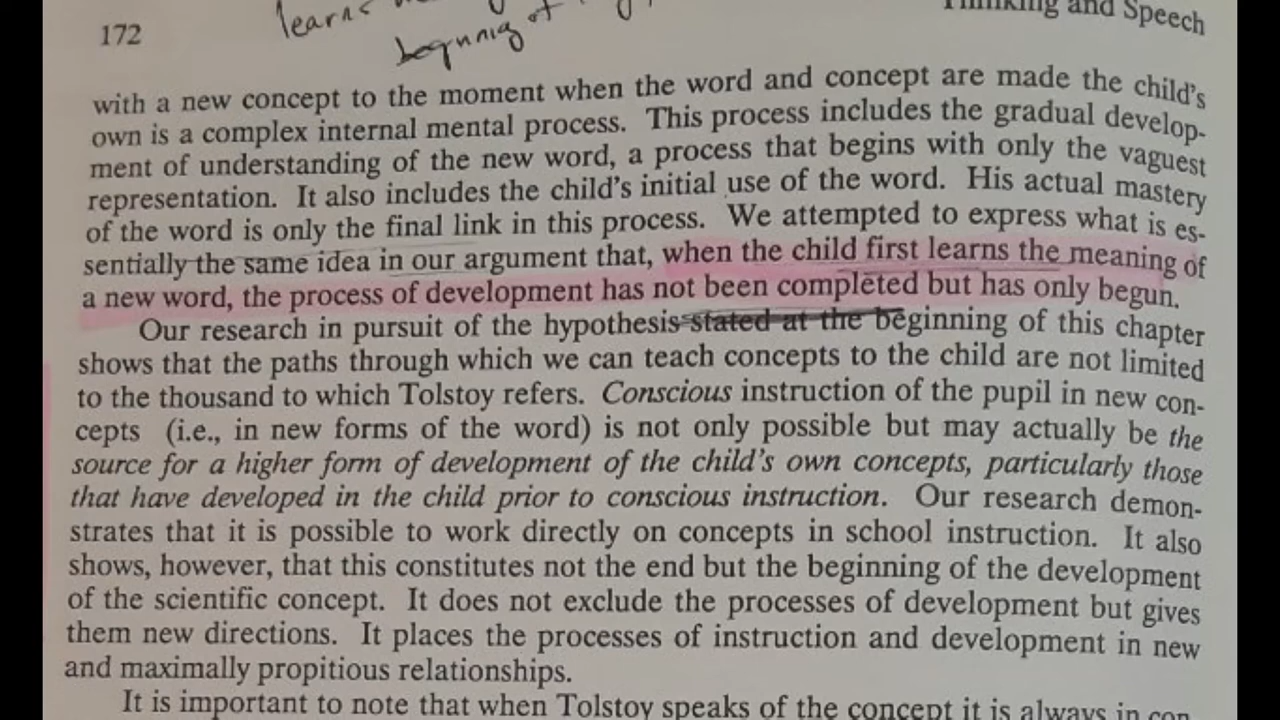 172
Thinking and Speech
learns
beginnig of
with a new concept to the moment when the word and concept are made the child's
own is a complex internal mental process. This process includes the gradual develop-
ment of understanding of the new word, a process that begins with only the vaguest
representation. It also includes the child's initial use of the word. His actual mastery
of the word is only the final link in this process. We attempted to express what is es-
sentially the same idea in our argument that, when the child first learns the meaning of
a new word, the process of development has not been completed but has only begun.
Our research in pursuit of the hypothesis stated at the beginning of this chapter
shows that the paths through which we can teach concepts to the child are not limited
to the thousand to which Tolstoy refers. Conscious instruction of the pupil in new con-
cepts (i.e., in new forms of the word) is not only possible but may actually be the
source for a higher form of development of the child's own concepts, particularly those
that have developed in the child prior to conscious instruction. Our research demon-
strates that it is possible to work directly on concepts in school instruction. It also
shows, however, that this constitutes not the end but the beginning of the development
of the scientific concept. It does not exclude the processes of development but gives
them new directions. It places the processes of instruction and development in new
and maximally propitious relationships.
It is important to note that when Tolstoy speaks of the concept it is always in con-